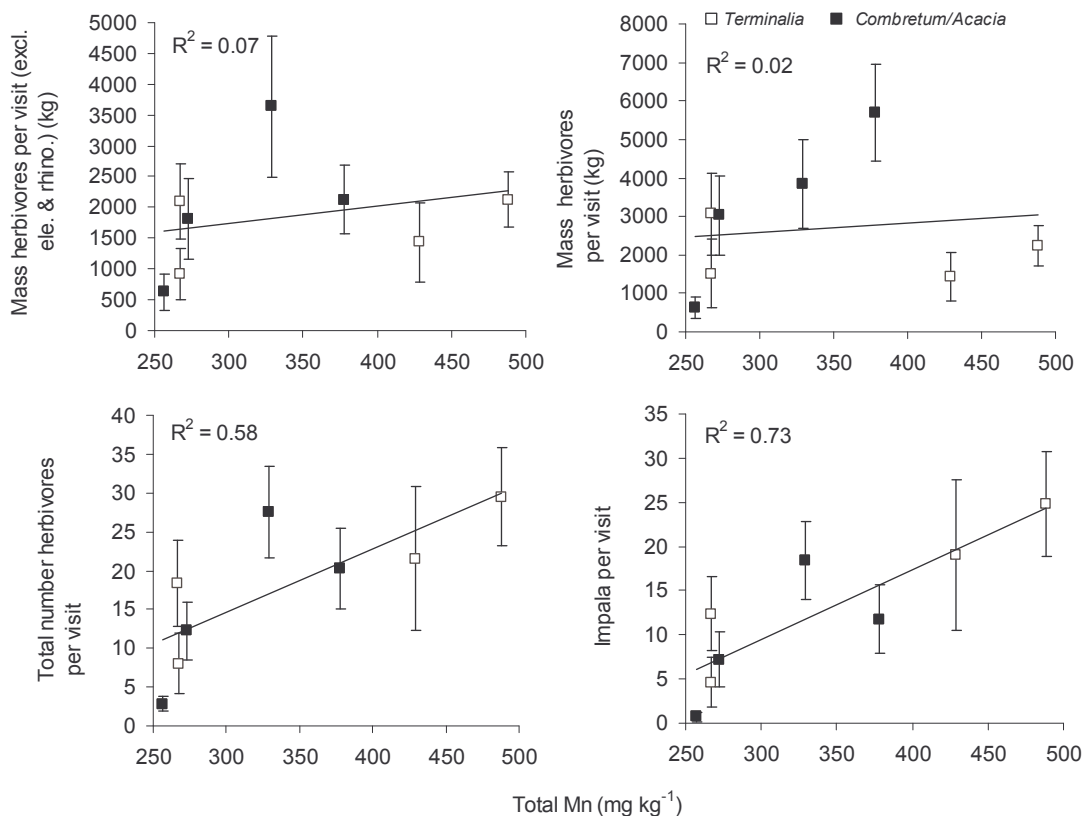 Terminalia
Combretum/Acacia
Mass herbivores per visit (excl.
ele. & rhino.) (kg)
R² = 0.07
5000
4500
4000
3500
3000
2500
2000
1500
1000
500
0
250 300 350 400 450 500
Mass herbivores
per visit (kg)
R² = 0.02
8000
7000
6000
5000
4000
3000
2000
1000
0
250 300 350 400 450 500
Total number herbivores
per visit
R² = 0.58
40
35
30
25
20
15
10
5
0
250 300 350 400 450 500
Impala per visit
R² = 0.73
35
30
25
20
15
10
5
0
250 300 350 400 450 500
Total Mn (mg kg⁻¹)